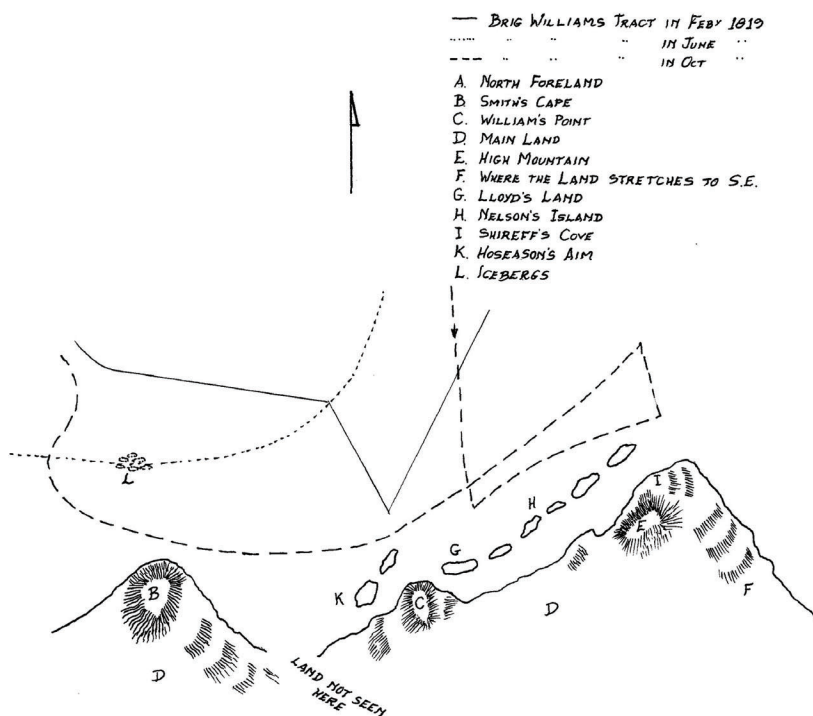 BRIG WILLIAMS TRACT IN FEBY 1819
" " " IN JUNE "
" " " IN OCT "
A. NORTH FORELAND
B SMITH'S CAPE
C. WILLIAM'S POINT
D. MAIN LAND
E. HIGH MOUNTAIN
F. WHERE THE LAND STRETCHES TO S.E.
G. LLOYD'S LAND
H. NELSON'S ISLAND
I SHIREFF'S COVE
K. HOSEASON'S AIM
L. ICEBERGS
L
I
H
E
G
B
K
C
F
D
D
LAND NOT SEEN
HERE